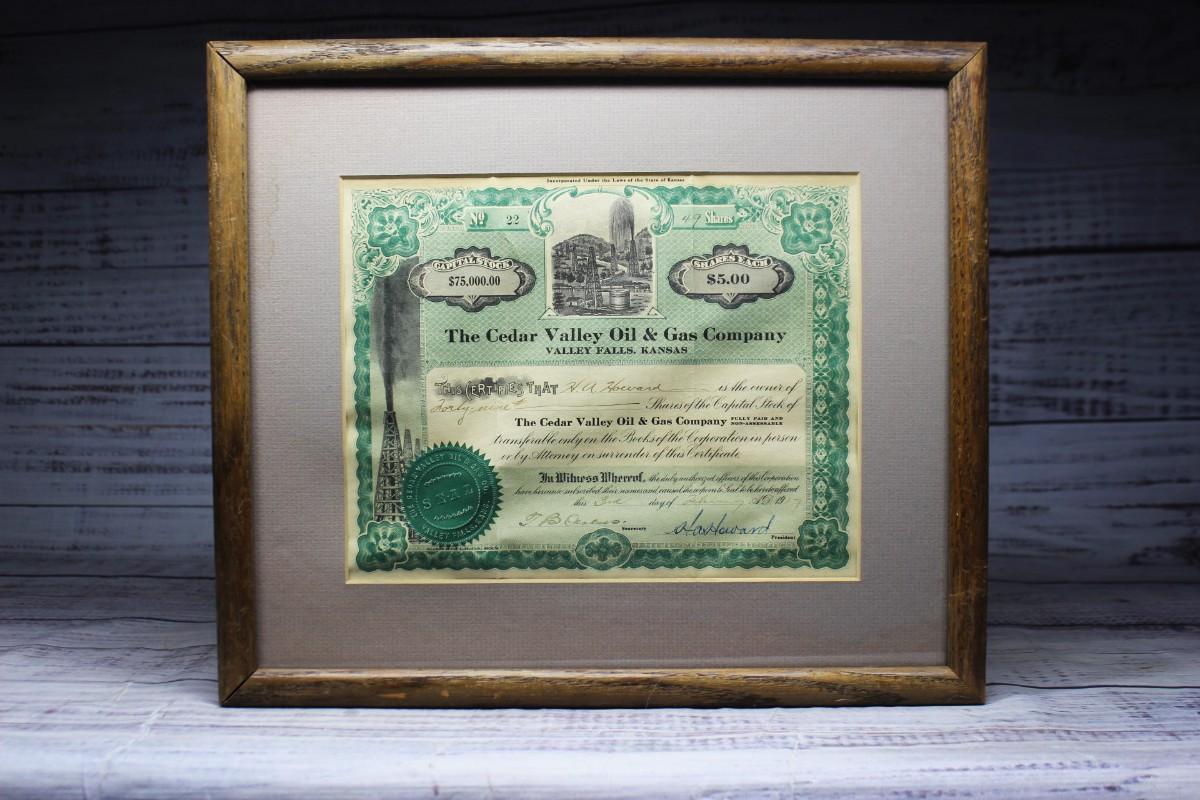 Incorporated Under the Laws of the State of Kansas
No 22
49 Shares
CAPITAL STOCK
$75,000.00
SHARES EACH
$5.00
The Cedar Valley Oil & Gas Company
VALLEY FALLS, KANSAS
THIS CERTIFIES THAT H A Howard is the owner of
Forty-nine Shares of the Capital Stock of
The Cedar Valley Oil & Gas Company FULLY PAID AND NON-ASSESSABLE
transferable only on the Books of the Corporation in person
or by Attorney on surrender of this Certificate.
In Witness Whereof, the duly authorized officers of this Corporation
have hereunto subscribed their names and caused the corporate Seal to be hereto affixed
this 3rd day of 191
Secretary
HA Howard
President
SEAL